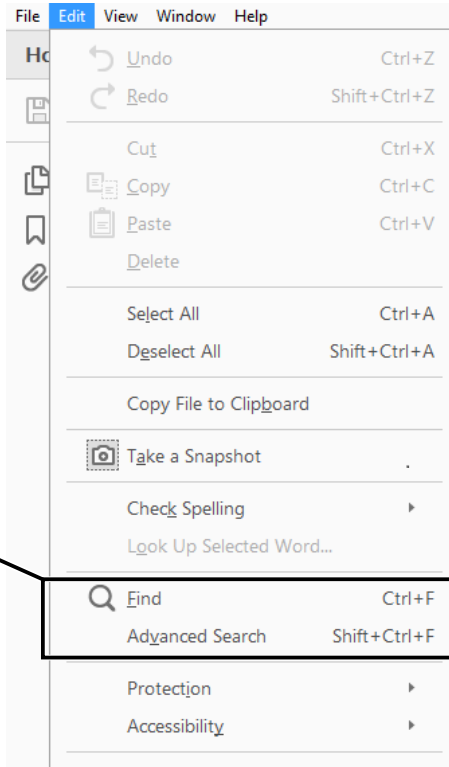 File Edit View Window Help
Ho
Undo Ctrl+Z
Redo Shift+Ctrl+Z
Cut Ctrl+X
Copy Ctrl+C
Paste Ctrl+V
Delete
Select All Ctrl+A
Deselect All Shift+Ctrl+A
Copy File to Clipboard
Take a Snapshot
Check Spelling
Look Up Selected Word...
Find Ctrl+F
Advanced Search Shift+Ctrl+F
Protection
Accessibility